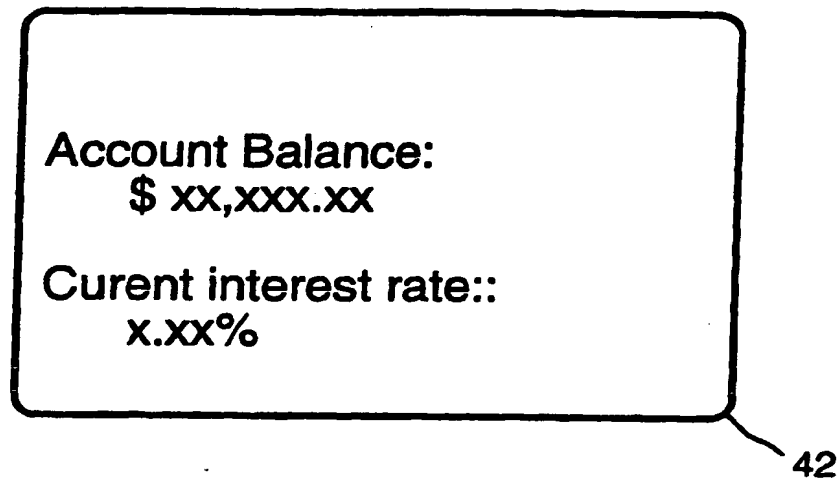 Account Balance:
$ xx,xxx.xx
Curent interest rate::
x.xx%
42